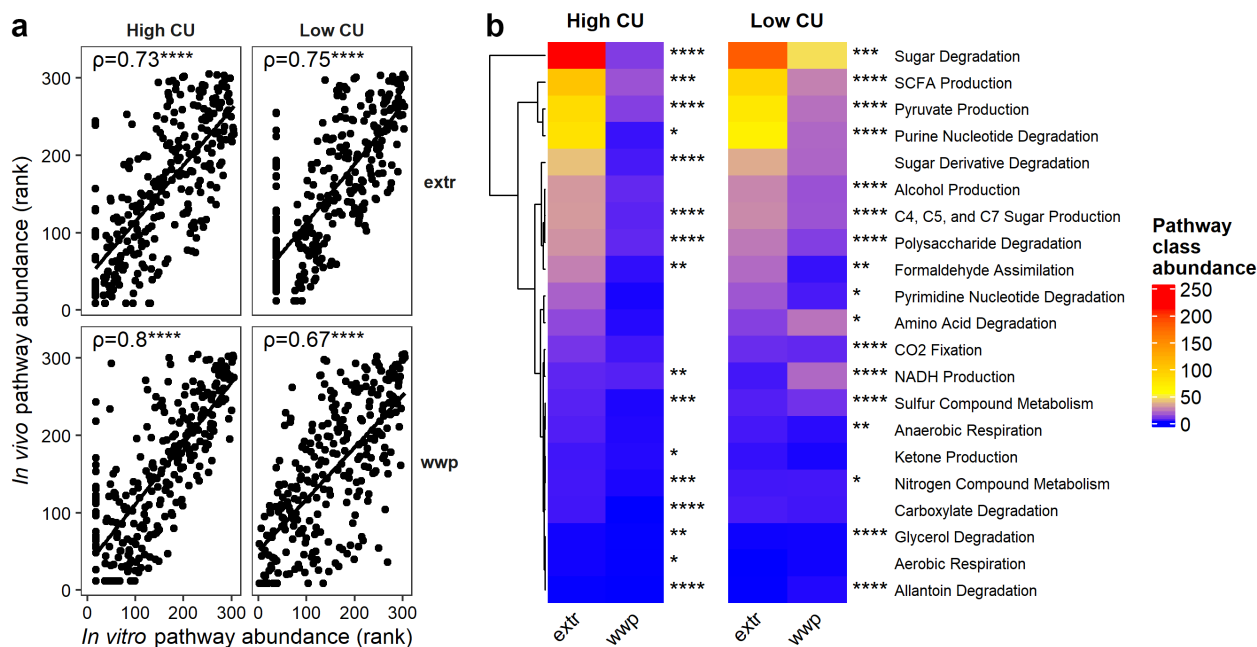 a
High CU
Low CU
ρ=0.73****
ρ=0.75****
300
200
100
0
extr
ρ=0.8****
ρ=0.67****
300
200
100
0
wwp
In vivo pathway abundance (rank)
0 100 200 300 0 100 200 300
In vitro pathway abundance (rank)
b
High CU
Low CU
**** *** Sugar Degradation
*** **** SCFA Production
**** **** Pyruvate Production
* **** Purine Nucleotide Degradation
**** Sugar Derivative Degradation
**** Alcohol Production
**** **** C4, C5, and C7 Sugar Production
**** **** Polysaccharide Degradation
** ** Formaldehyde Assimilation
* Pyrimidine Nucleotide Degradation
* Amino Acid Degradation
**** CO2 Fixation
** **** NADH Production
*** **** Sulfur Compound Metabolism
** Anaerobic Respiration
* Ketone Production
*** * Nitrogen Compound Metabolism
**** Carboxylate Degradation
** **** Glycerol Degradation
* Aerobic Respiration
**** **** Allantoin Degradation
extr wwp extr wwp
Pathway
class
abundance
250
200
150
100
50
0